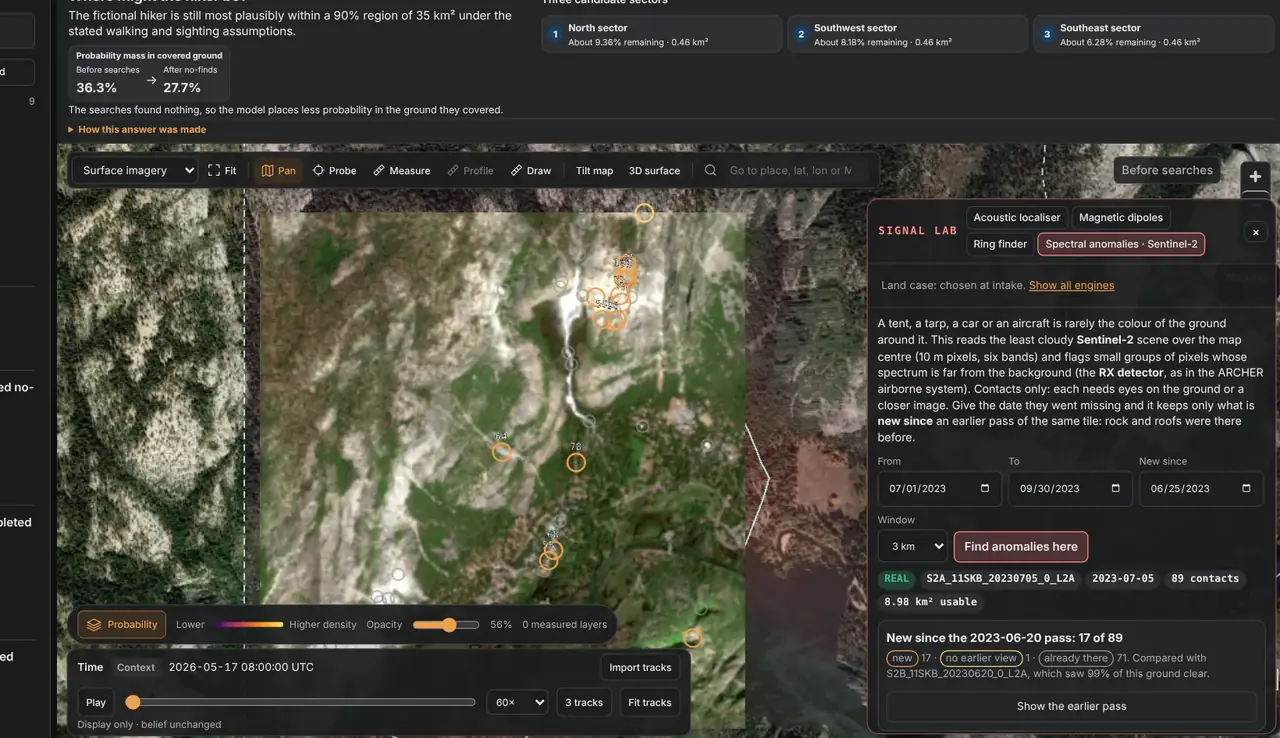 The fictional hiker is still most plausibly within a 90% region of 35 km² under the
stated walking and sighting assumptions.
Probability mass in covered ground
Before searches
After no-finds
36.3%
→
27.7%
The searches found nothing, so the model places less probability in the ground they covered.
▸ How this answer was made
Three candidate sectors
1 North sector
About 9.36% remaining · 0.46 km²
2 Southwest sector
About 8.18% remaining · 0.46 km²
3 Southeast sector
About 6.28% remaining · 0.46 km²
d
9
ed no-
pleted
ed
Surface imagery
Fit
Pan
Probe
Measure
Profile
Draw
Tilt map
3D surface
Go to place, lat, lon or M
Before searches
+
64
78
SIGNAL LAB
Acoustic localiser
Magnetic dipoles
Ring finder
Spectral anomalies · Sentinel-2
×
Land case: chosen at intake. Show all engines
A tent, a tarp, a car or an aircraft is rarely the colour of the ground
around it. This reads the least cloudy Sentinel-2 scene over the map
centre (10 m pixels, six bands) and flags small groups of pixels whose
spectrum is far from the background (the RX detector, as in the ARCHER
airborne system). Contacts only: each needs eyes on the ground or a
closer image. Give the date they went missing and it keeps only what is
new since an earlier pass of the same tile: rock and roofs were there
before.
From
To
New since
07/01/2023
09/30/2023
06/25/2023
Window
3 km
Find anomalies here
REAL
S2A_11SKB_20230705_0_L2A
2023-07-05
89 contacts
8.98 km² usable
New since the 2023-06-20 pass: 17 of 89
new 17 · no earlier view 1 · already there 71. Compared with
S2B_11SKB_20230620_0_L2A, which saw 99% of this ground clear.
Show the earlier pass
Probability
Lower
Higher density
Opacity
56%
0 measured layers
Time
Context
2026-05-17 08:00:00 UTC
Import tracks
Play
60×
3 tracks
Fit tracks
Display only · belief unchanged